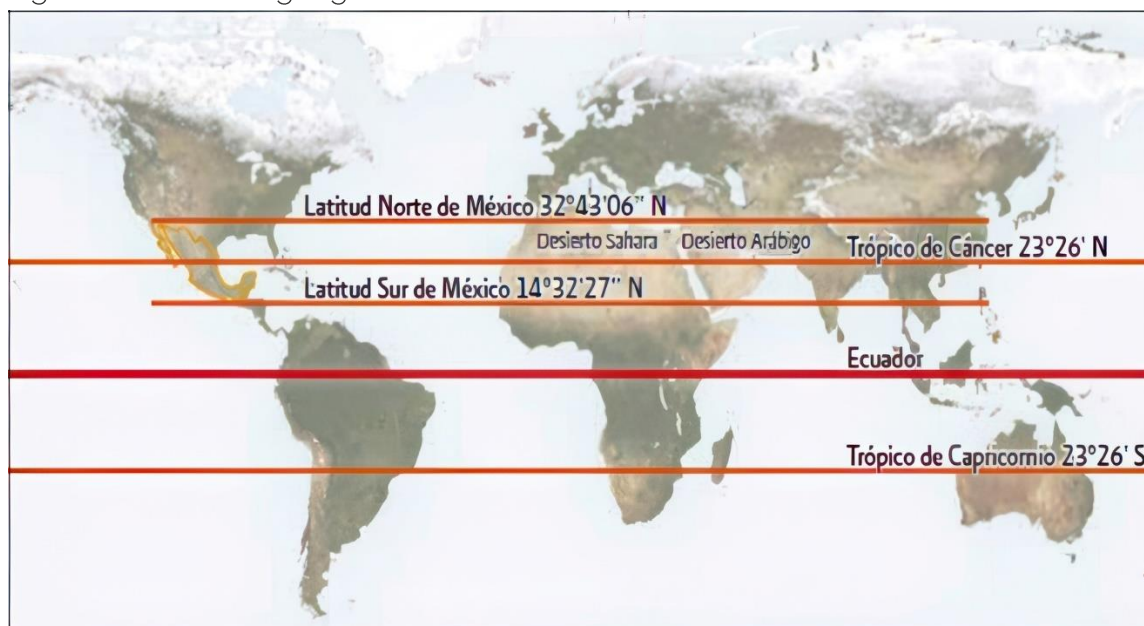 Latitud Norte de México 32°43'06" N
Desierto Sahara Desierto Arábigo
Trópico de Cáncer 23°26' N
Latitud Sur de México 14°32'27" N
Ecuador
Trópico de Capricornio 23°26' S